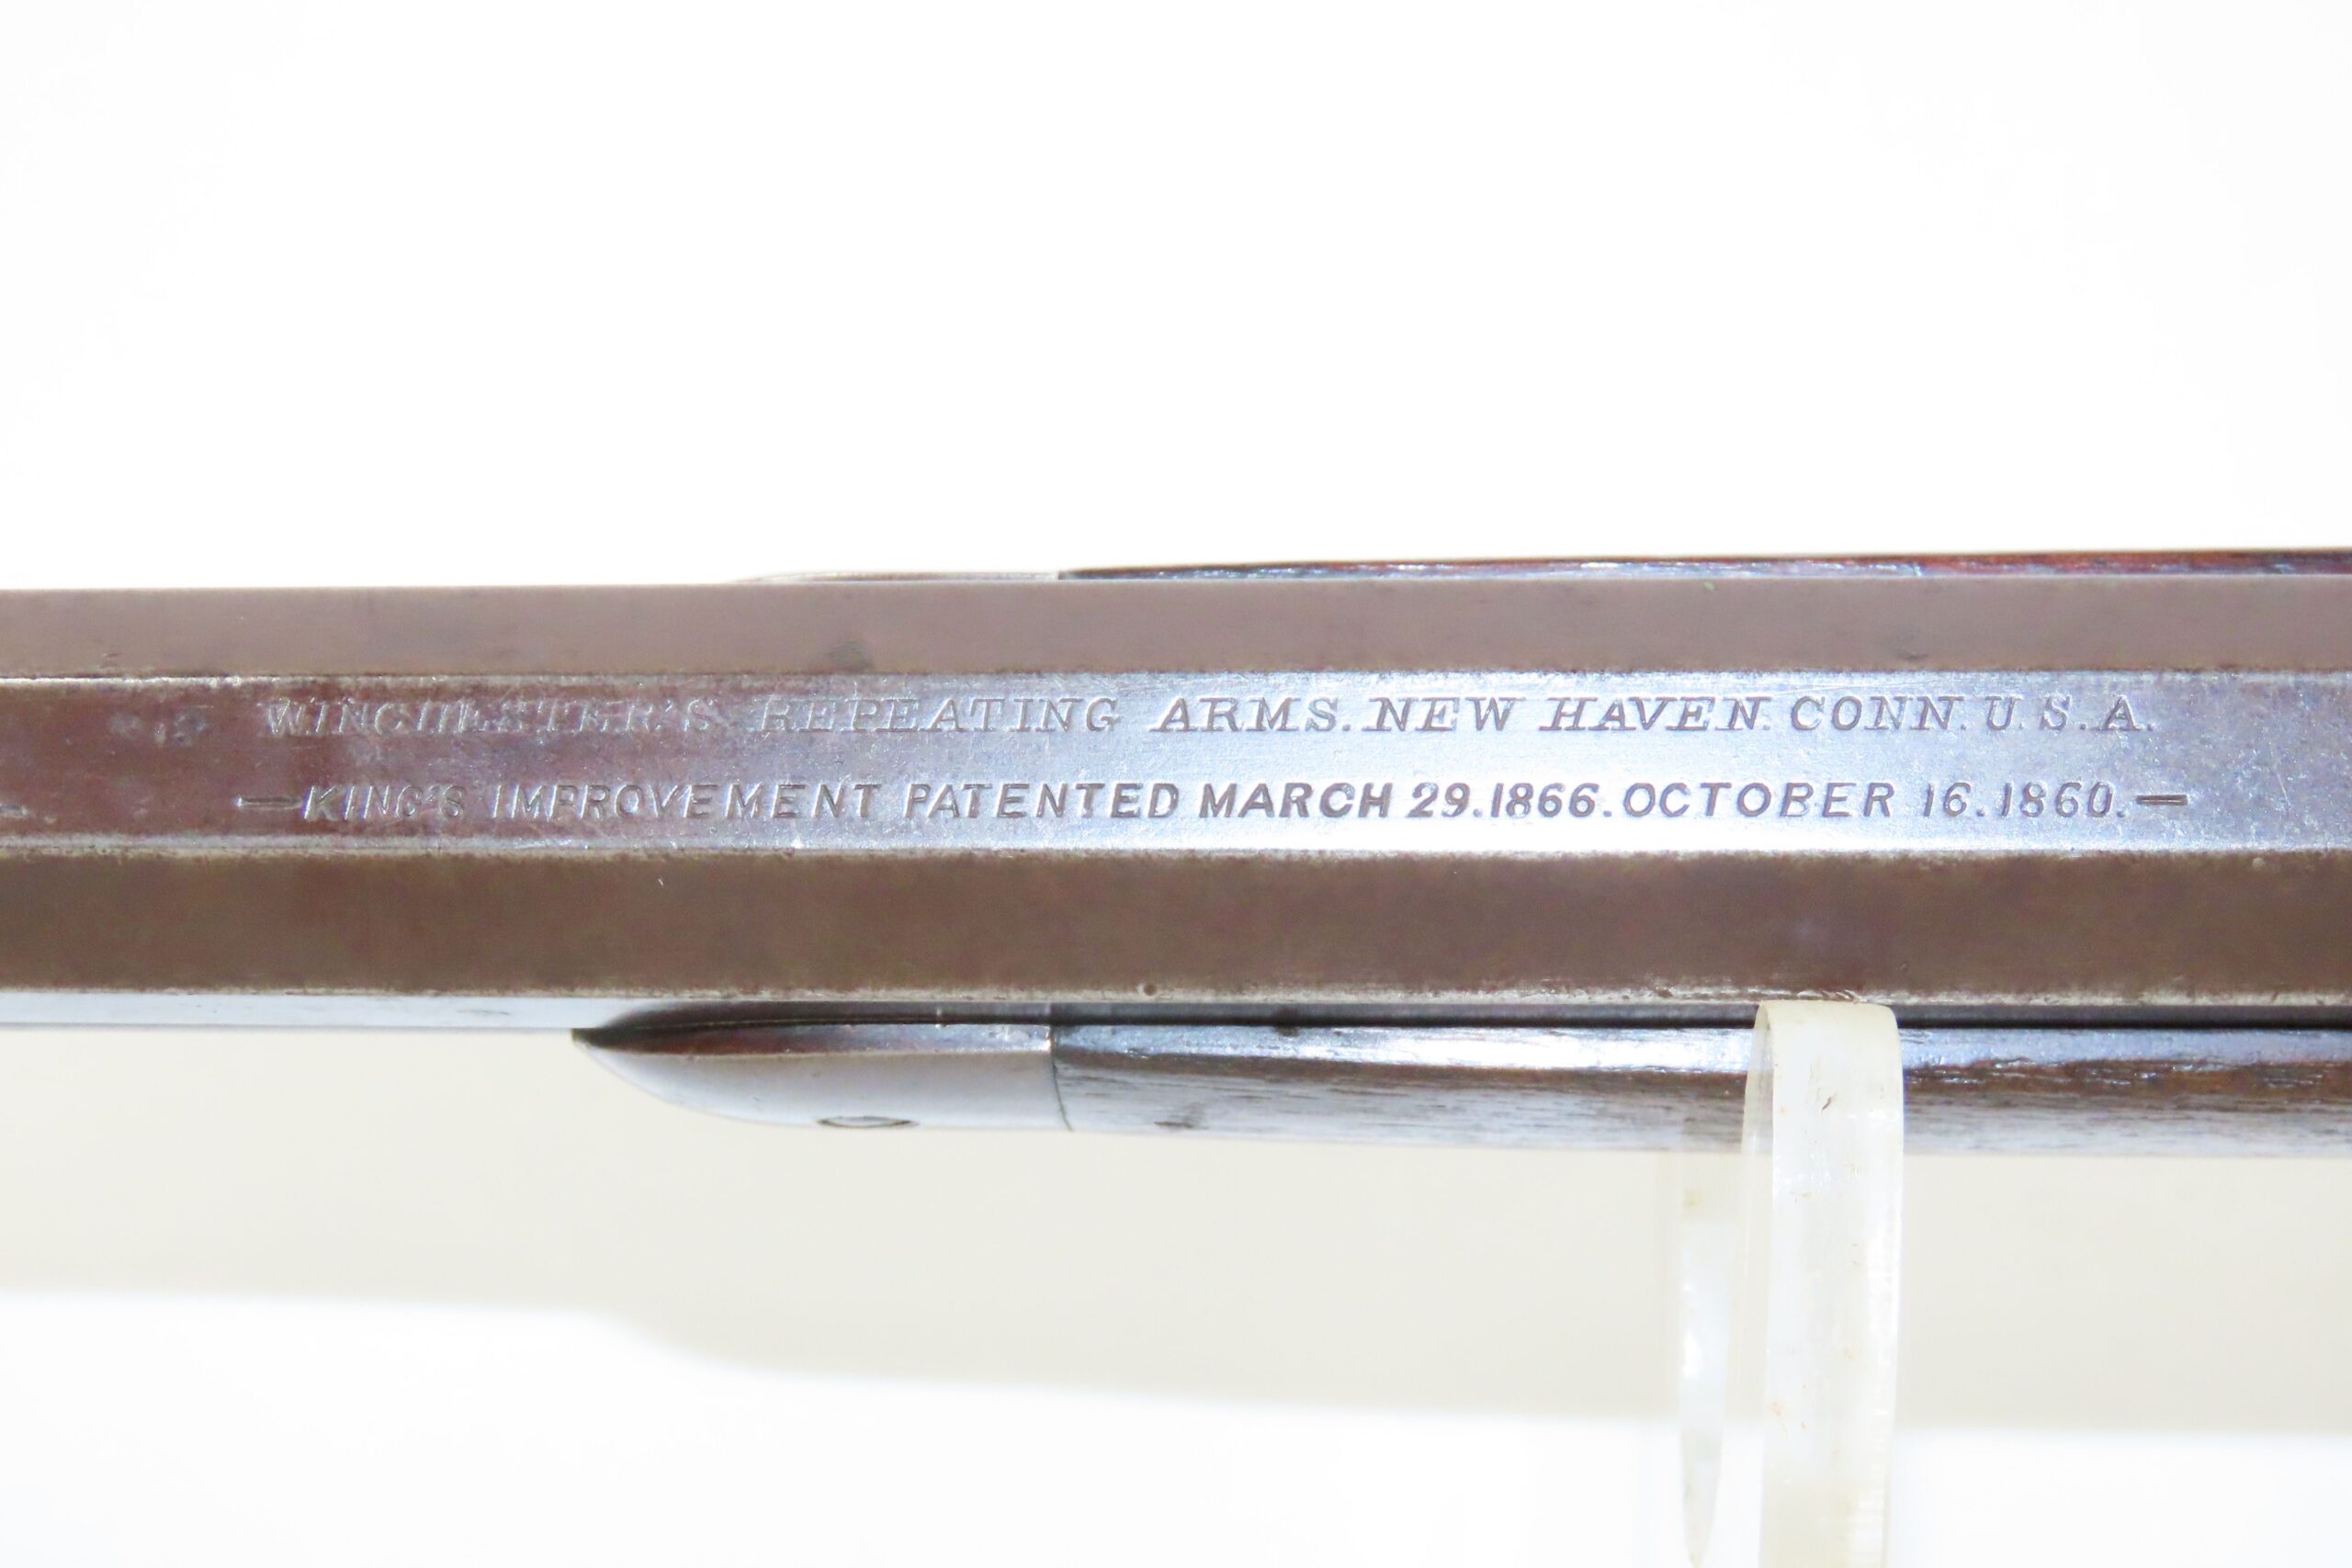 WINCHESTER'S. REPEATING ARMS. NEW HAVEN. CONN. U.S.A.
—KING'S IMPROVEMENT PATENTED MARCH 29.1866. OCTOBER 16.1860.—